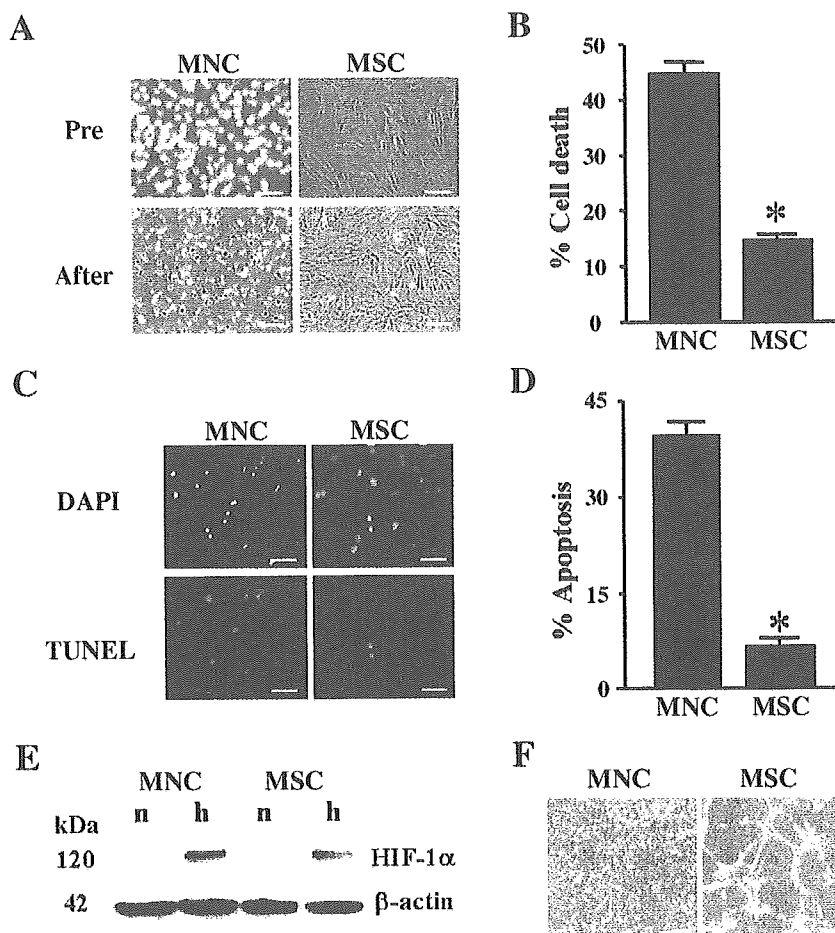 A
MNC MSC
Pre
After
B
50
40
30
20
10
0
% Cell death
*
MNC MSC
C
MNC MSC
DAPI
TUNEL
D
45
30
15
0
% Apoptosis
*
MNC MSC
E
MNC MSC
kDa n h n h
120 HIF-1α
42 β-actin
F
MNC MSC